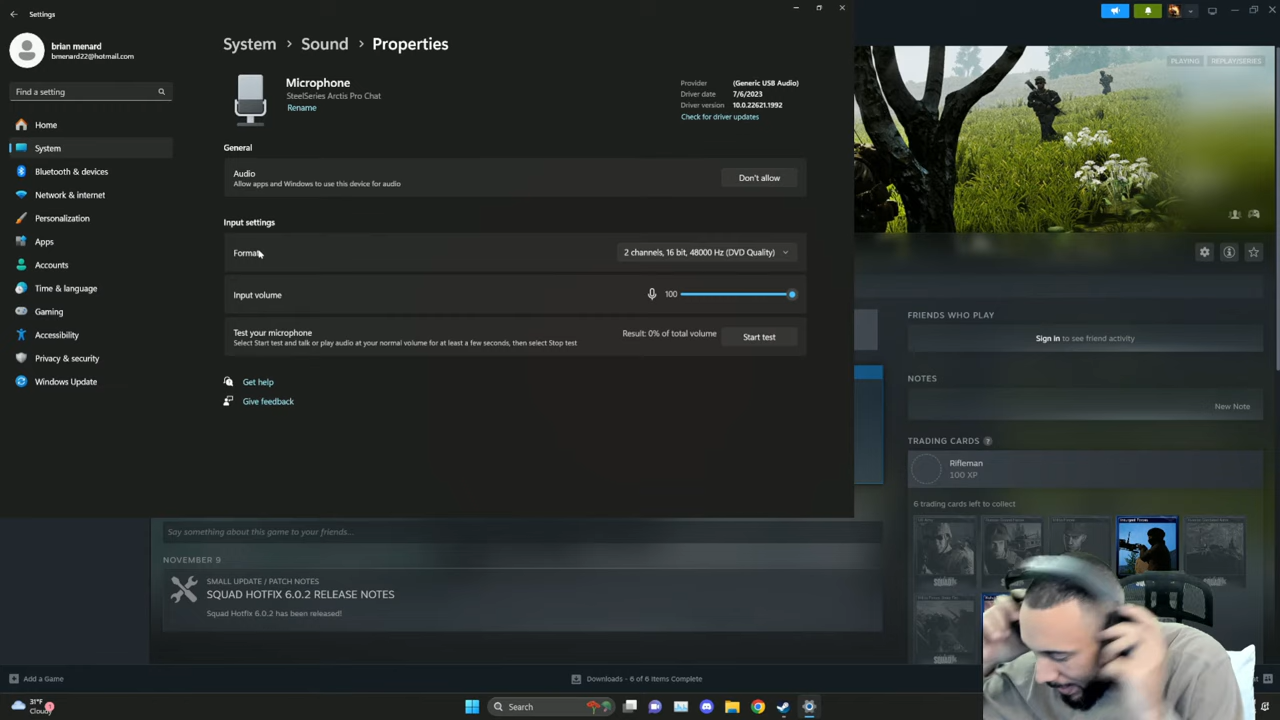 Settings
brian menard
bmenard22@hotmail.com
Find a setting
Home
System
Bluetooth & devices
Network & internet
Personalization
Apps
Accounts
Time & language
Gaming
Accessibility
Privacy & security
Windows Update
System > Sound > Properties
Microphone
SteelSeries Arctis Pro Chat
Rename
Provider (Generic USB Audio)
Driver date 7/6/2023
Driver version 10.0.22621.1992
Check for driver updates
General
Audio
Allow apps and Windows to use this device for audio
Don't allow
Input settings
Format
2 channels, 16 bit, 48000 Hz (DVD Quality)
Input volume
100
Test your microphone
Select Start test and talk or play audio at your normal volume for at least a few seconds, then select Stop test
Result: 0% of total volume
Start test
Get help
Give feedback
PLAYING
REPLAY/SERIES
FRIENDS WHO PLAY
Sign in to see friend activity
NOTES
New Note
TRADING CARDS ?
Rifleman
100 XP
6 trading cards left to collect
Say something about this game to your friends...
NOVEMBER 9
SMALL UPDATE / PATCH NOTES
SQUAD HOTFIX 6.0.2 RELEASE NOTES
Squad Hotfix 6.0.2 has been released!
Add a Game
Downloads - 6 of 6 Items Complete
31°F
Cloudy
Search